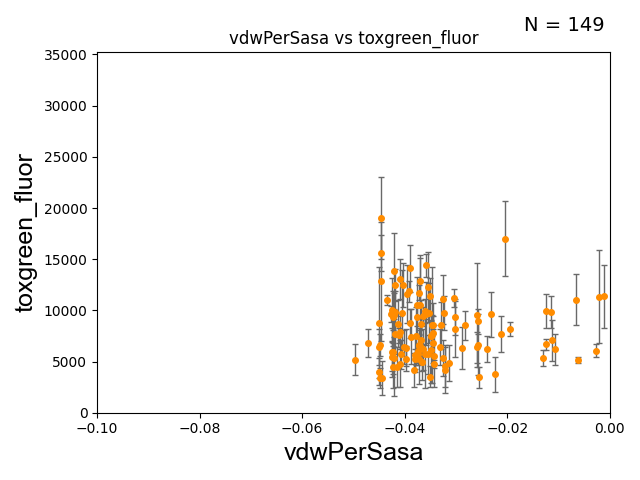 N = 149
vdwPerSasa vs toxgreen_fluor
35000
30000
25000
20000
15000
10000
5000
0
toxgreen_fluor
−0.10 −0.08 −0.06 −0.04 −0.02 0.00
vdwPerSasa